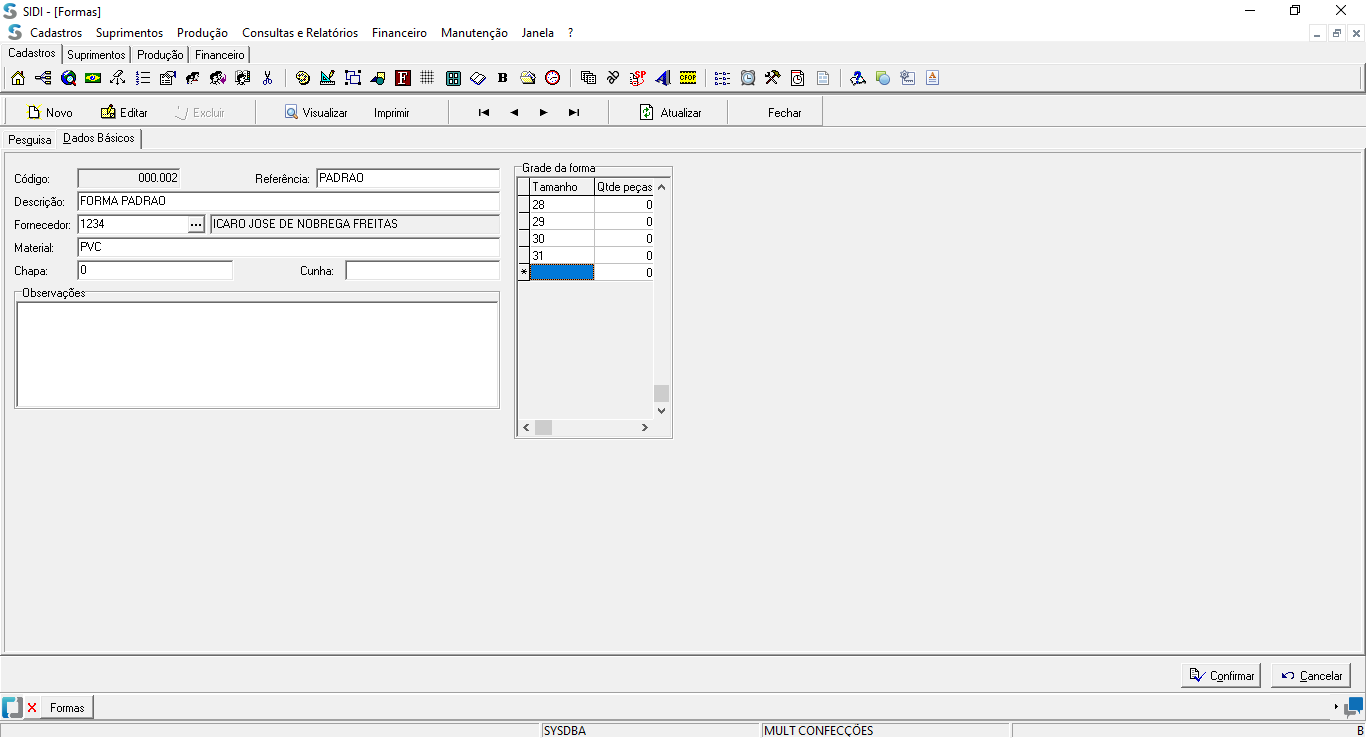 SIDI - [Formas]
Cadastros Suprimentos Produção Consultas e Relatórios Financeiro Manutenção Janela ?
Cadastros Suprimentos Produção Financeiro
F B SP CFOP A
Novo Editar Excluir Visualizar Imprimir Atualizar Fechar
Pesquisa Dados Básicos
Código: 000.002 Referência: PADRAO
Descrição: FORMA PADRAO
Fornecedor: 1234 ... ICARO JOSE DE NOBREGA FREITAS
Material: PVC
Chapa: 0 Cunha:
Observações
Grade da forma
Tamanho Qtde peças
28 0
29 0
30 0
31 0
* 0
Confirmar Cancelar
Formas
SYSDBA MULT CONFECÇÕES B